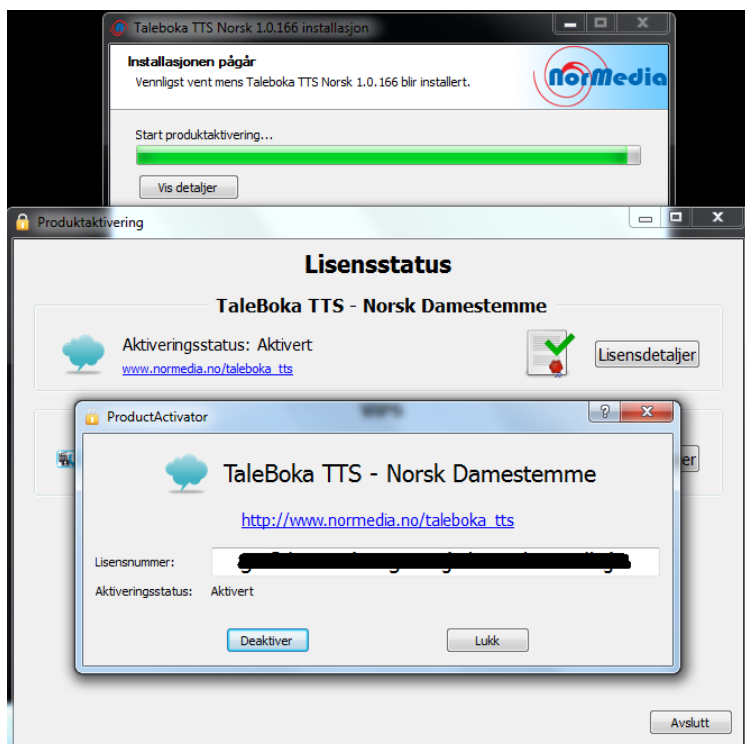 Taleboka TTS Norsk 1.0.166 installasjon
Installasjonen pågår
Vennligst vent mens Taleboka TTS Norsk 1.0.166 blir installert.
NorMedia
Start produktaktivering...
Vis detaljer
Produktaktivering
Lisensstatus
TaleBoka TTS - Norsk Damestemme
Aktiveringsstatus: Aktivert
www.normedia.no/taleboka_tts
Lisensdetaljer
ProductActivator
er
TaleBoka TTS - Norsk Damestemme
http://www.normedia.no/taleboka_tts
Lisensnummer:
Aktiveringsstatus: Aktivert
Deaktiver Lukk
Avslutt